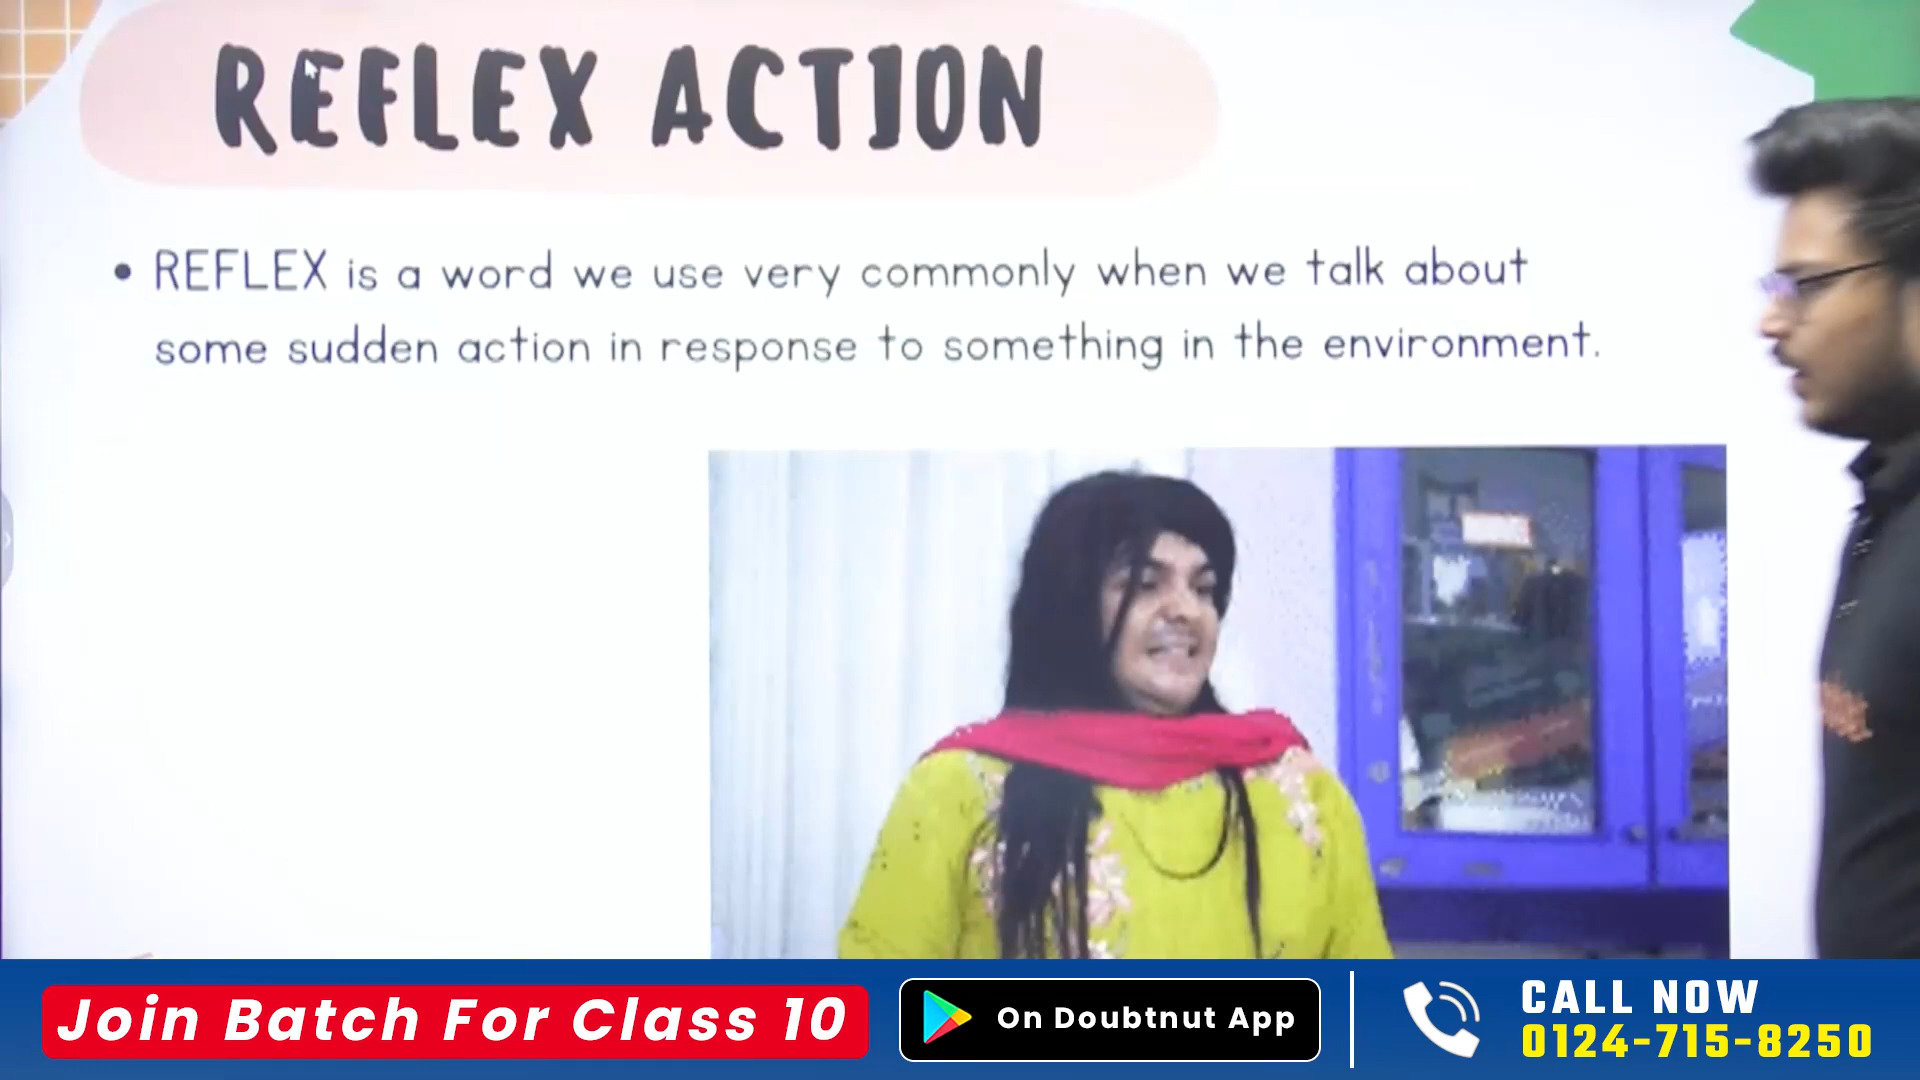 REFLEX ACTION
• REFLEX is a word we use very commonly when we talk about
some sudden action in response to something in the environment.
Join Batch For Class 10
On Doubtnut App
CALL NOW
0124-715-8250